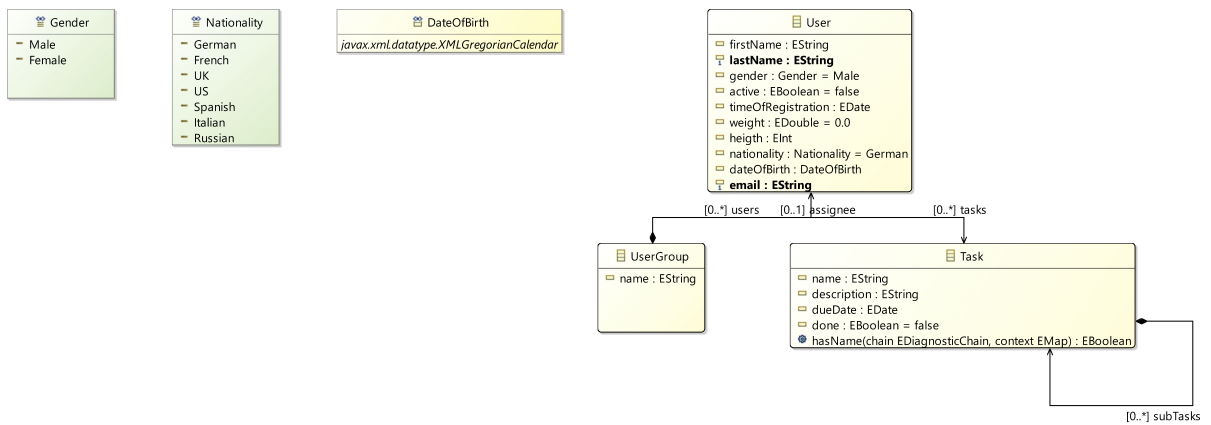 Gender
Male
Female
Nationality
German
French
UK
US
Spanish
Italian
Russian
DateOfBirth
javax.xml.datatype.XMLGregorianCalendar
User
firstName : EString
lastName : EString
gender : Gender = Male
active : EBoolean = false
timeOfRegistration : EDate
weight : EDouble = 0.0
heigth : EInt
nationality : Nationality = German
dateOfBirth : DateOfBirth
email : EString
[0..*] users
[0..1] assignee
[0..*] tasks
UserGroup
name : EString
Task
name : EString
description : EString
dueDate : EDate
done : EBoolean = false
hasName(chain EDiagnosticChain, context EMap) : EBoolean
[0..*] subTasks